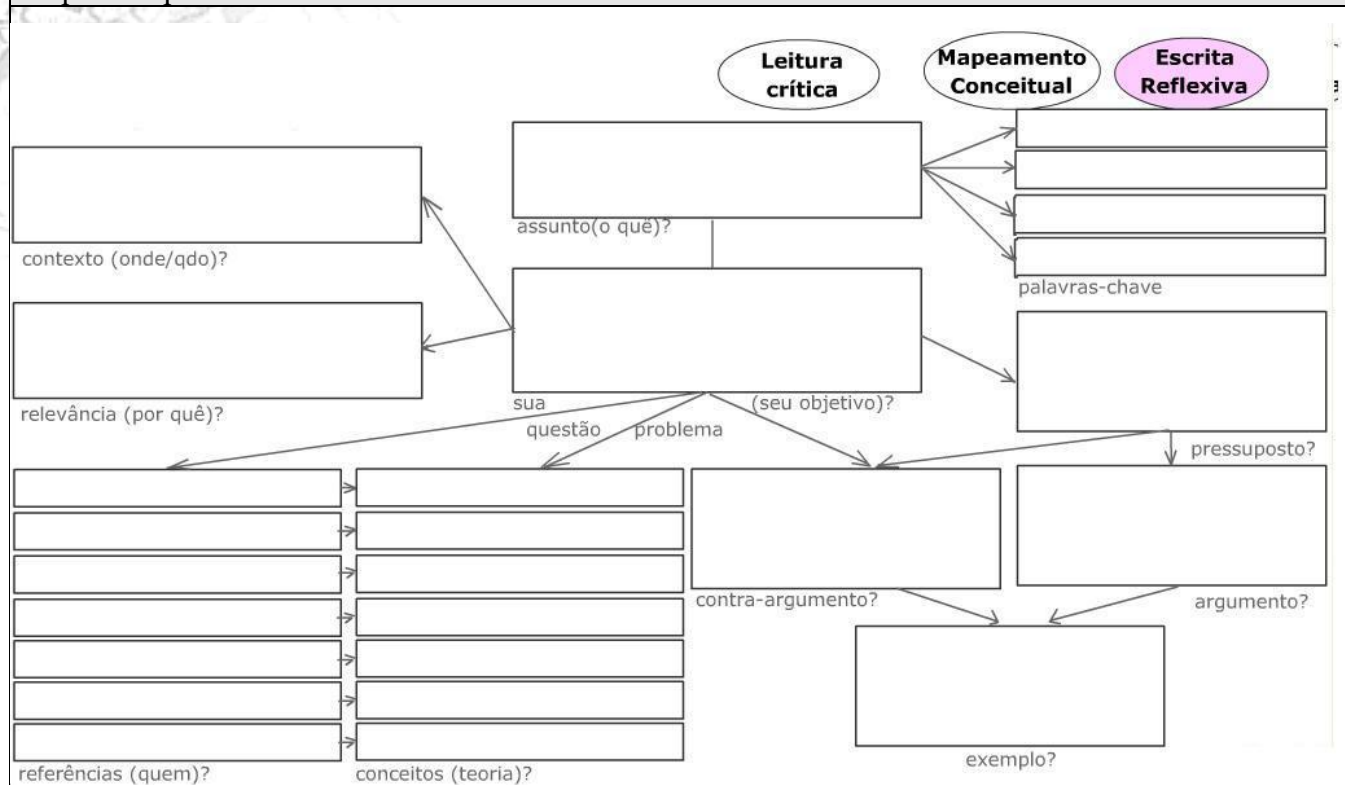 Leitura
crítica
Mapeamento
Conceitual
Escrita
Reflexiva
assunto(o quê)?
contexto (onde/qdo)?
palavras-chave
relevância (por quê)?
sua
questão problema
(seu objetivo)?
pressuposto?
contra-argumento?
argumento?
referências (quem)?
conceitos (teoria)?
exemplo?